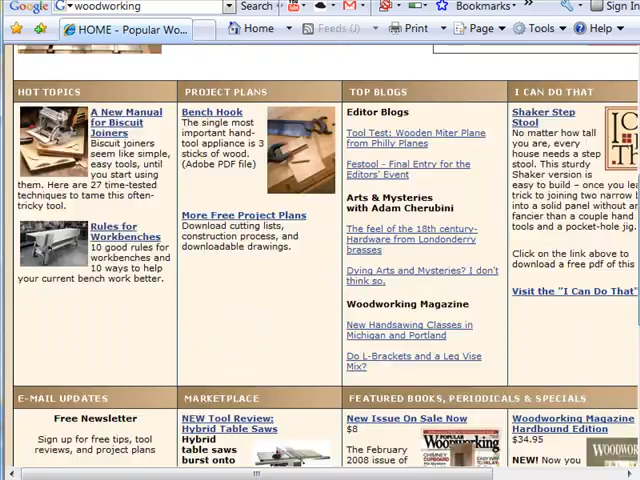 Google
woodworking
Search
Bookmarks
Sign In
HOME - Popular Wo...
Home
Feeds (J)
Print
Page
Tools
Help
HOT TOPICS
A New Manual
for Biscuit
Joiners
Biscuit joiners
seem like simple,
easy tools, until
you start using
them. Here are 27 time-tested
techniques to tame this often-
tricky tool.
Rules for
Workbenches
10 good rules for
workbenches and
10 ways to help
your current bench work better.
PROJECT PLANS
Bench Hook
The single most
important hand-
tool appliance is 3
sticks of wood.
(Adobe PDF file)
More Free Project Plans
Download cutting lists,
construction process, and
downloadable drawings.
TOP BLOGS
Editor Blogs
Tool Test: Wooden Miter Plane
from Philly Planes
Festool - Final Entry for the
Editors' Event
Arts & Mysteries
with Adam Cherubini
The feel of the 18th century-
Hardware from Londonderry
brasses
Dying Arts and Mysteries? I don't
think so.
Woodworking Magazine
New Handsawing Classes in
Michigan and Portland
Do L-Brackets and a Leg Vise
Mix?
I CAN DO THAT
Shaker Step
Stool
No matter how tall
you are, every
house needs a step
stool. This sturdy
Shaker version is
easy to build – once you lea
trick to joining two narrow b
into a solid panel without an
fancier than a couple hand
tools and a pocket-hole jig.
Click on the link above to
download a free pdf of this
Visit the "I Can Do That"
E-MAIL UPDATES
Free Newsletter
Sign up for free tips, tool
reviews, and project plans
MARKETPLACE
NEW Tool Review:
Hybrid Table Saws
Hybrid
table saws
burst onto
FEATURED BOOKS, PERIODICALS & SPECIALS
New Issue On Sale Now
$8
The February
2008 issue of
Popular
Woodworking
Woodworking Magazine
Hardbound Edition
$34.95
NEW! Now you
WOODWO